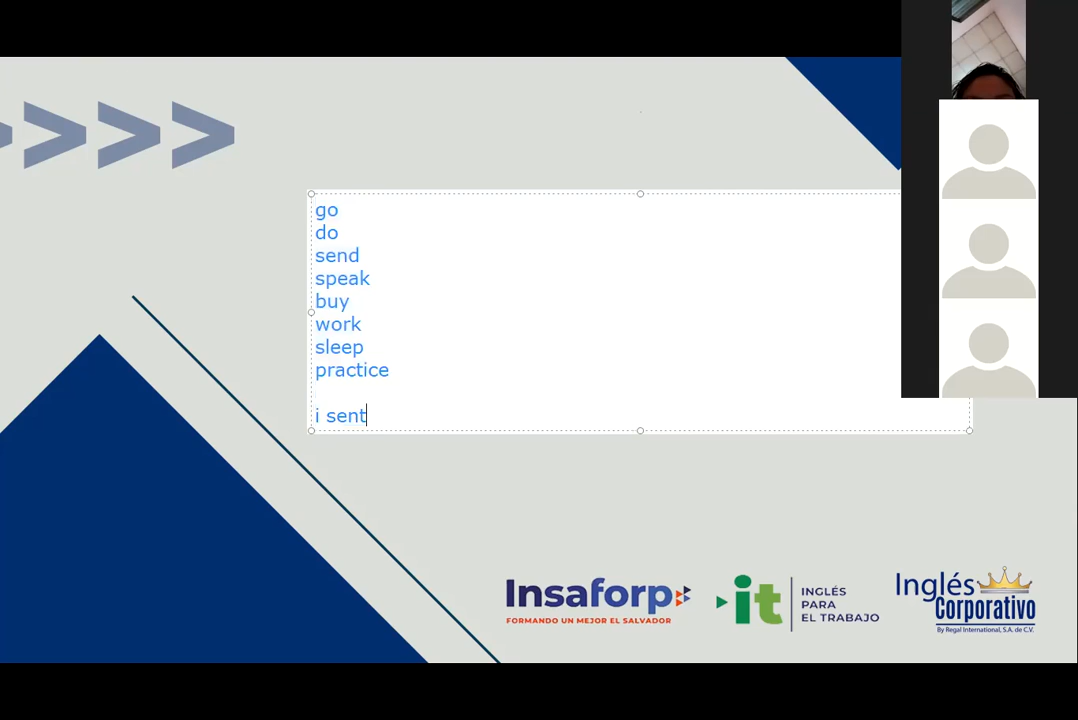 >>>>
go
do
send
speak
buy
work
sleep
practice
i sent
Insaforp
FORMANDO UN MEJOR EL SALVADOR
it
INGLÉS
PARA
EL TRABAJO
Inglés
Corporativo
By Regal International, S.A. de C.V.